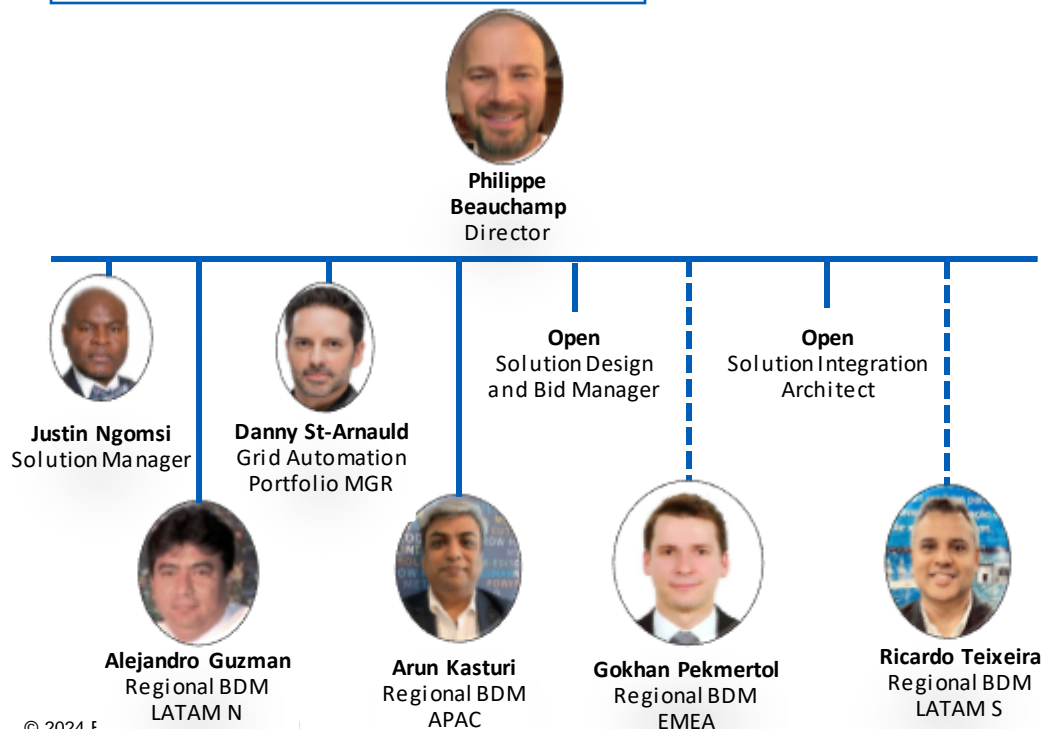 Philippe
Beauchamp
Director
Justin Ngomsi
Solution Manager
Danny St-Arnauld
Grid Automation
Portfolio MGR
Open
Solution Design
and Bid Manager
Open
Solution Integration
Architect
Alejandro Guzman
Regional BDM
LATAM N
Arun Kasturi
Regional BDM
APAC
Gokhan Pekmertol
Regional BDM
EMEA
Ricardo Teixeira
Regional BDM
LATAM S
© 2024